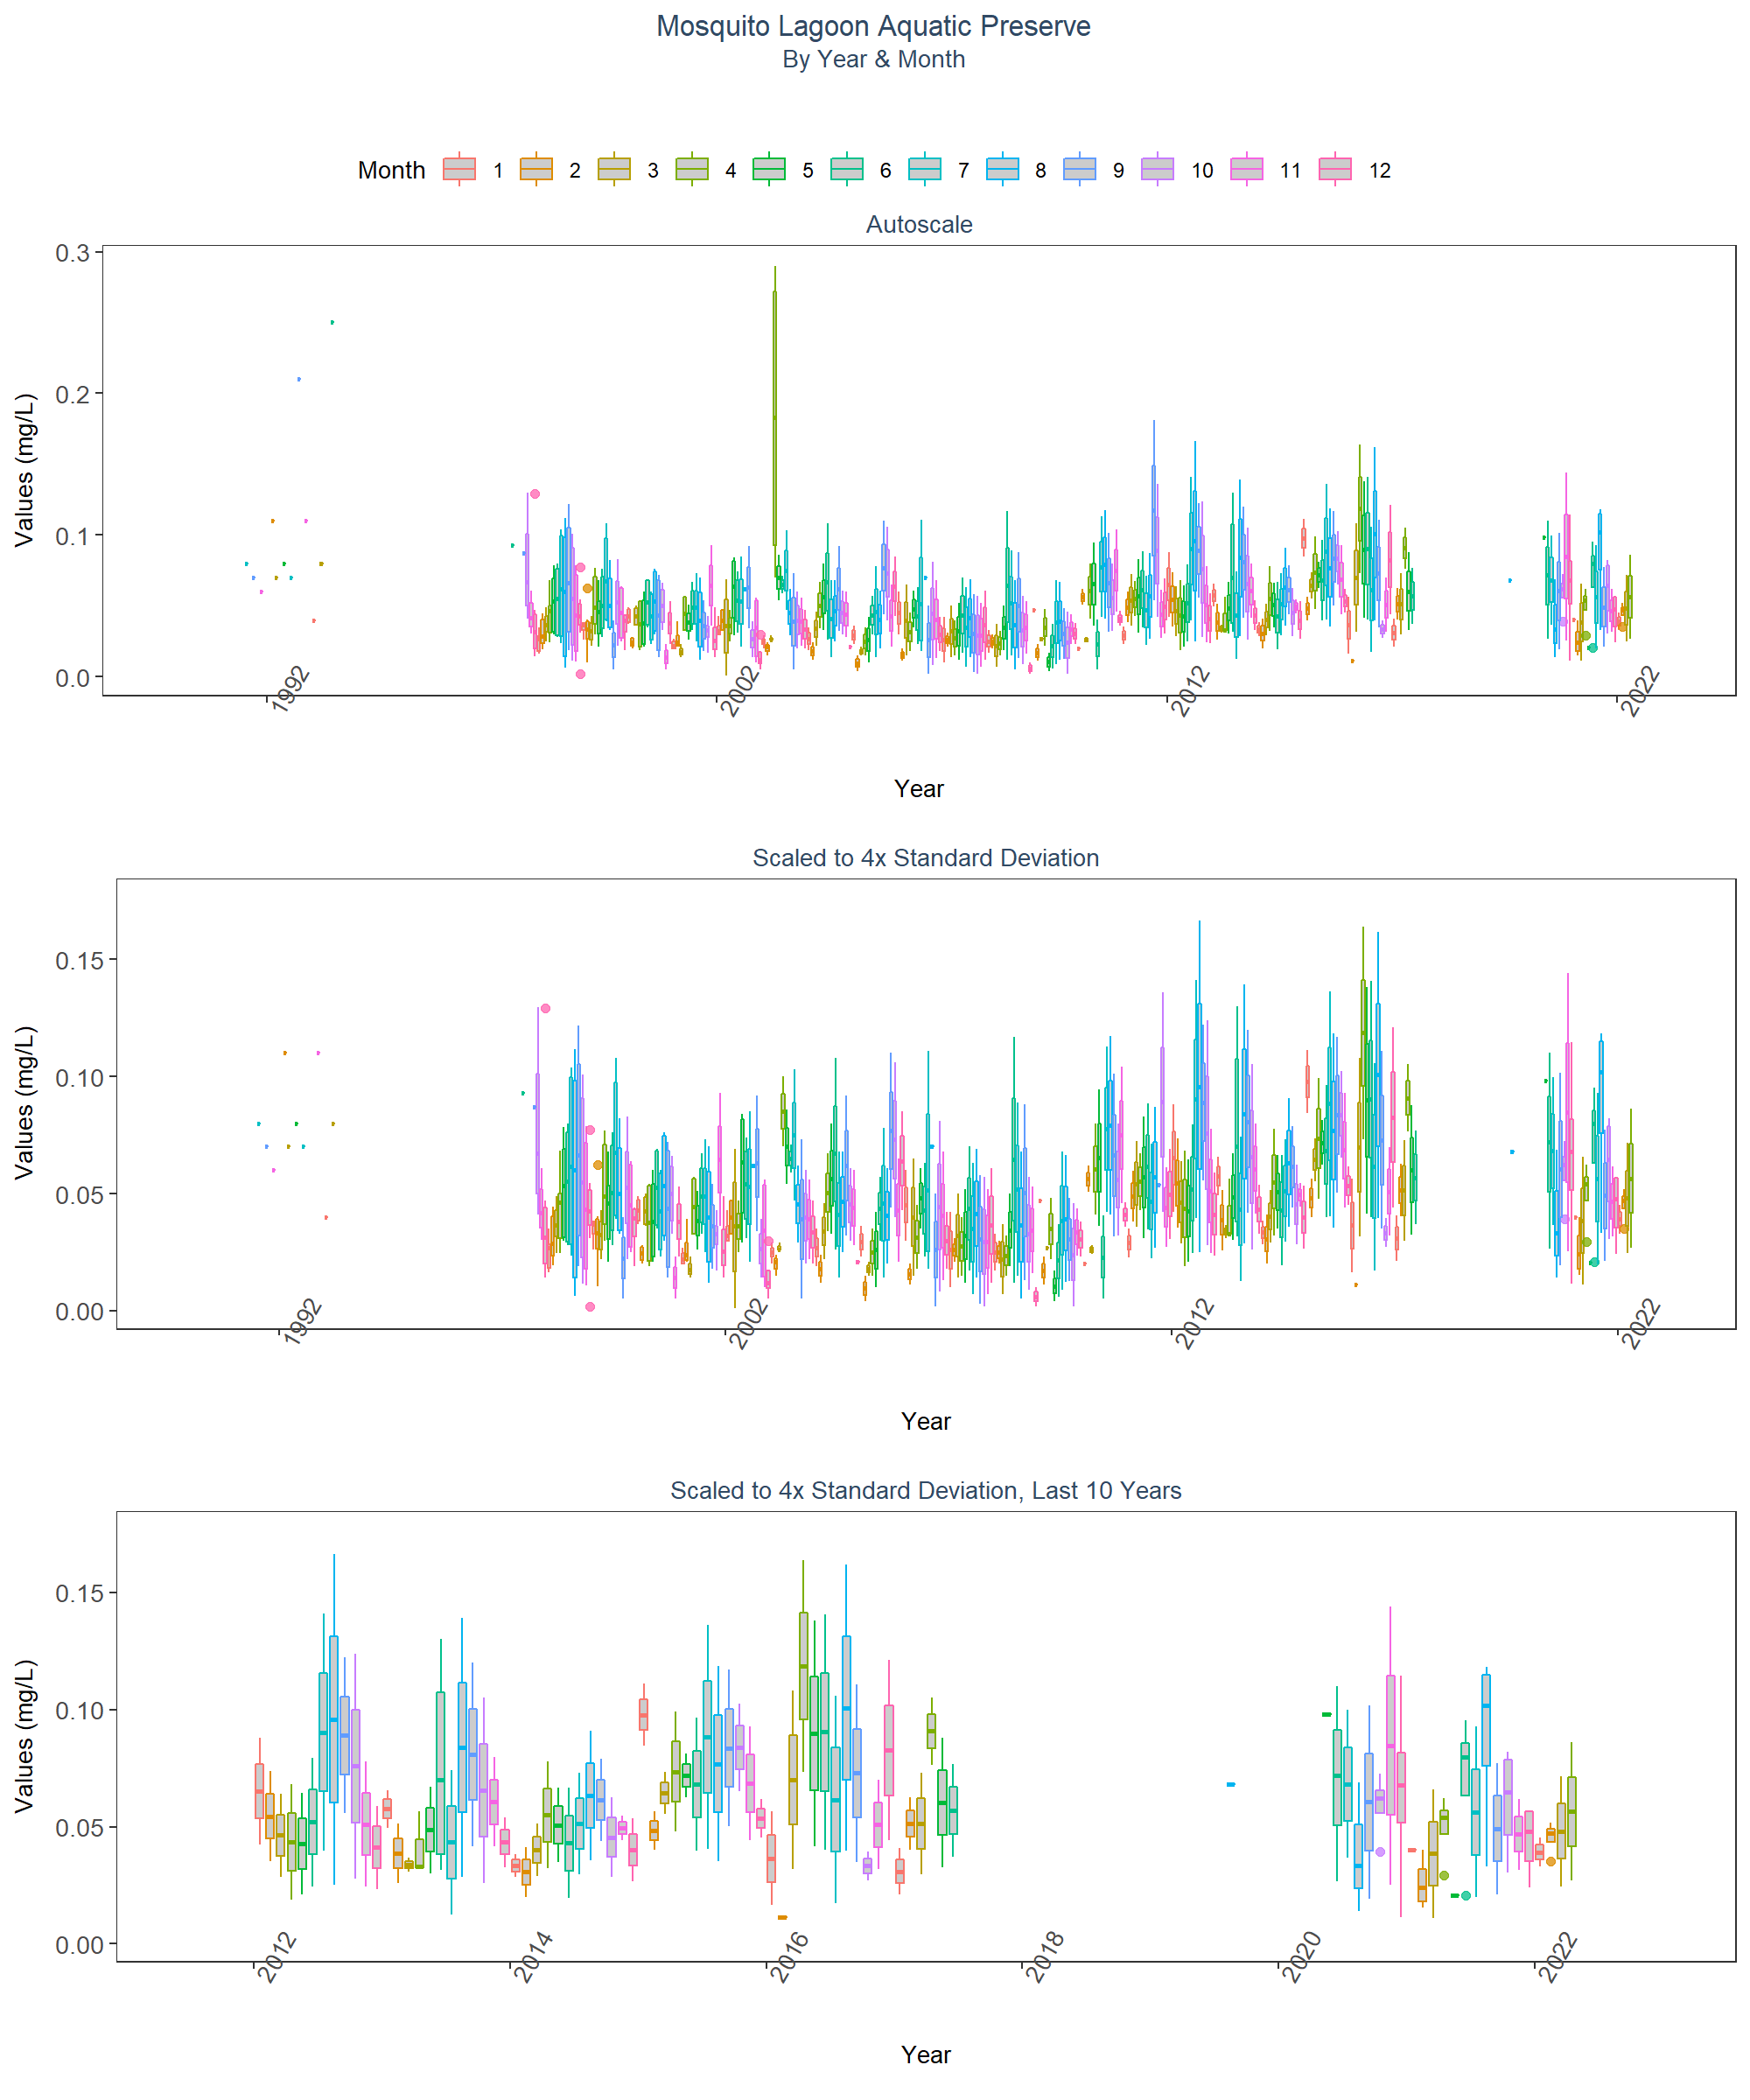 Mosquito Lagoon Aquatic Preserve
By Year & Month
Month 1 2 3 4 5 6 7 8 9 10 11 12
Autoscale
Values (mg/L)
0.3
0.2
0.1
0.0
1992 2002 2012 2022
Year
Scaled to 4x Standard Deviation
Values (mg/L)
0.15
0.10
0.05
0.00
1992 2002 2012 2022
Year
Scaled to 4x Standard Deviation, Last 10 Years
Values (mg/L)
0.15
0.10
0.05
0.00
2012 2014 2016 2018 2020 2022
Year